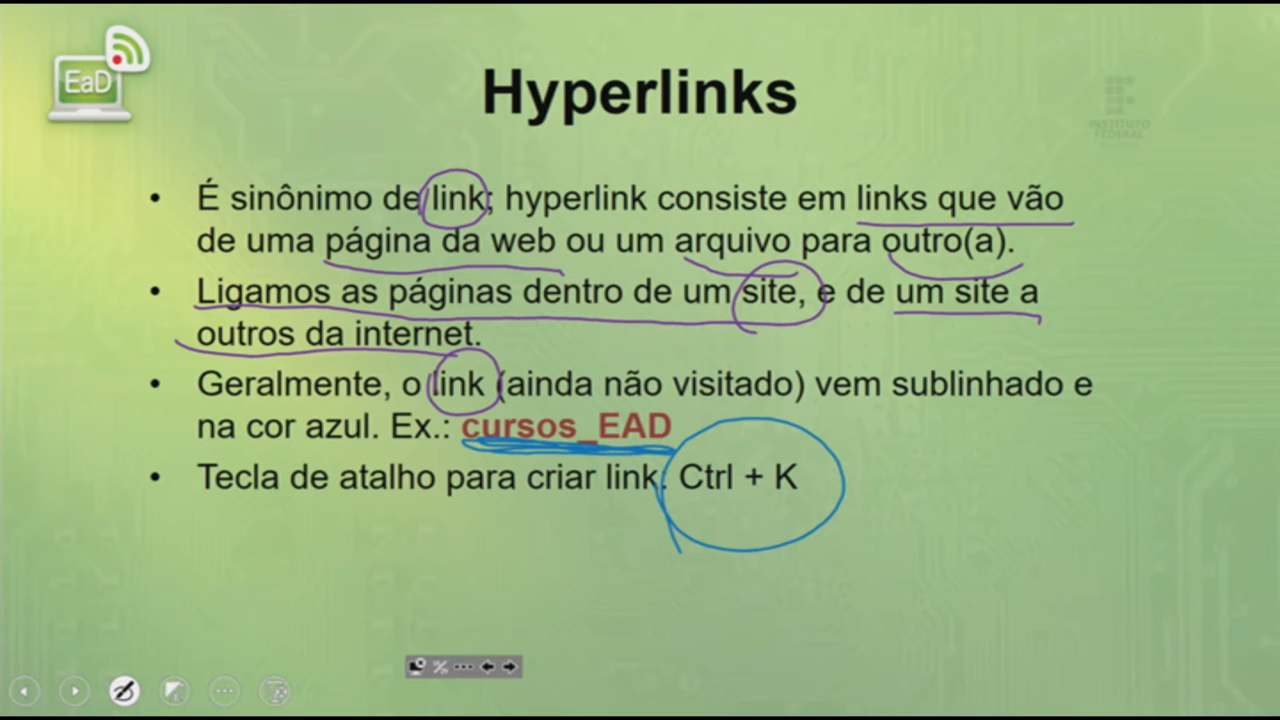 EaD
Hyperlinks
INSTITUTO
FEDERAL
• É sinônimo de link; hyperlink consiste em links que vão
de uma página da web ou um arquivo para outro(a).
• Ligamos as páginas dentro de um site, e de um site a
outros da internet.
• Geralmente, o link (ainda não visitado) vem sublinhado e
na cor azul. Ex.: cursos_EAD
• Tecla de atalho para criar link: Ctrl + K